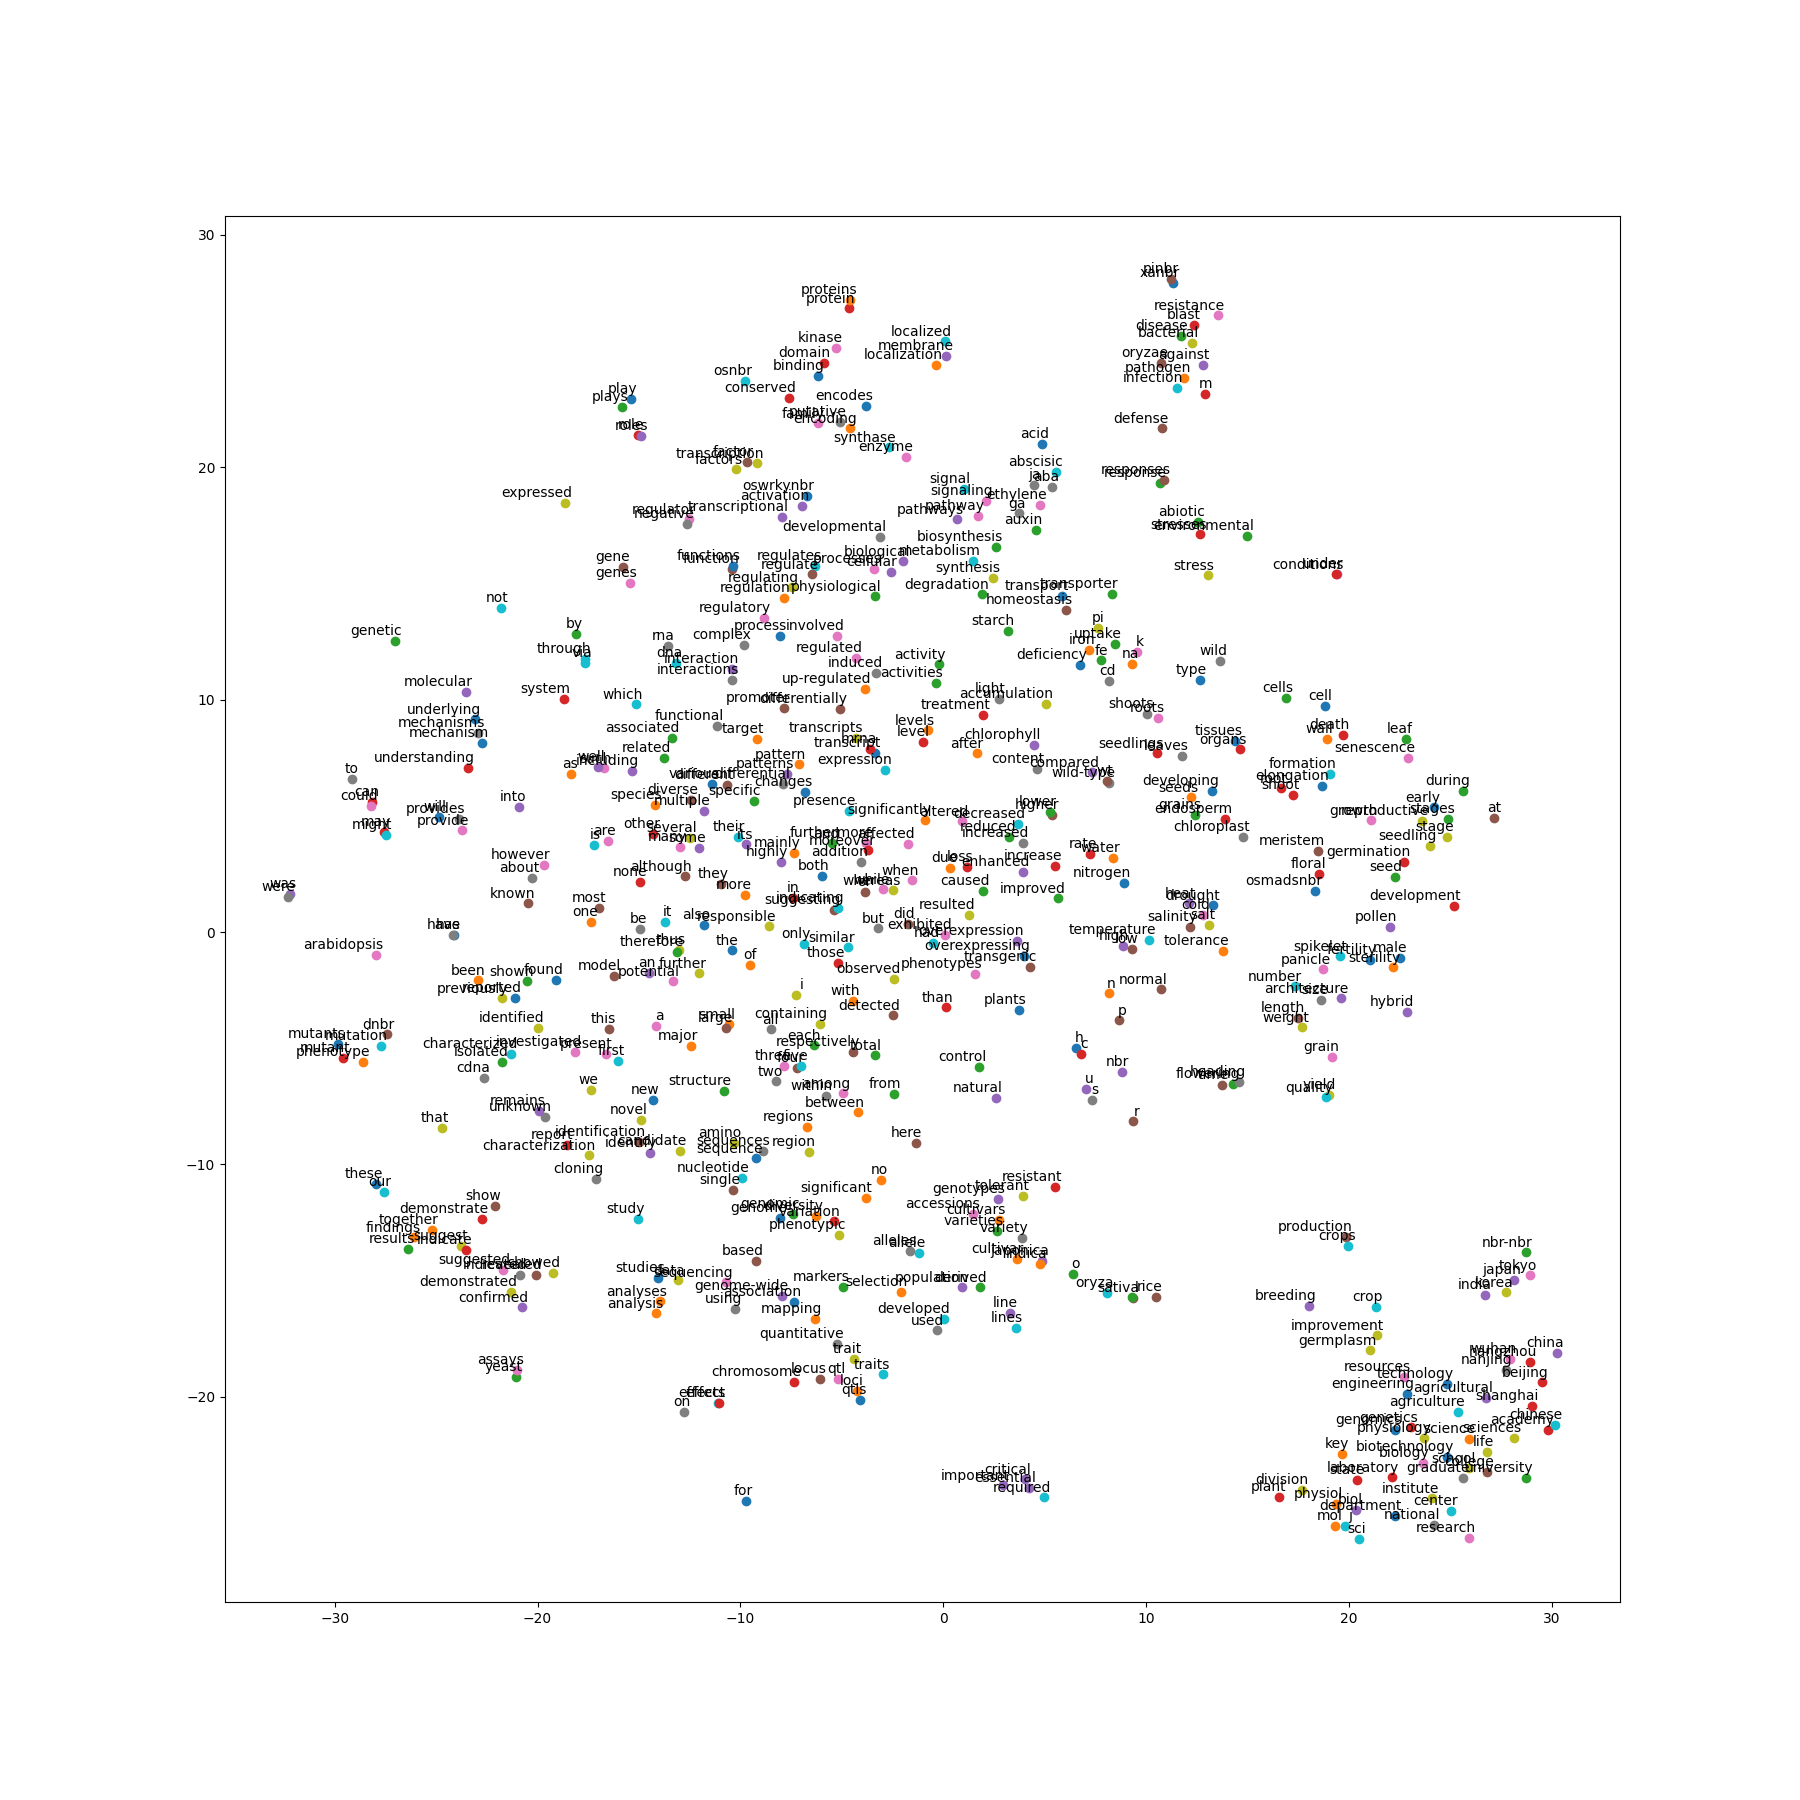 30
20
10
0
−10
−20
−30 −20 −10 0 10 20 30
pinbr
xanbr
resistance
blast
disease
bacterial
oryzae
against
pathogen
infection
m
defense
proteins
protein
kinase
domain
binding
localized
membrane
localization
osnbr
conserved
encodes
putative
family
encoding
synthase
enzyme
play
plays
role
roles
transcription
factor
factors
expressed
oswrkynbr
activation
transcriptional
regulator
negative
developmental
acid
abscisic
ja
aba
signal
signaling
ethylene
ga
pathway
pathways
auxin
responses
response
abiotic
stresses
environmental
stress
conditions
under
gene
genes
functions
function
regulates
regulate
regulating
regulation
processes
biological
cellular
metabolism
biosynthesis
synthesis
physiological
degradation
transport
transporter
homeostasis
not
genetic
by
through
via
rna
dna
complex
regulatory
process
involved
interaction
interactions
regulated
induced
up-regulated
starch
activity
activities
pi
uptake
iron
fe
k
na
deficiency
cd
wild
type
molecular
underlying
mechanisms
mechanism
understanding
system
which
associated
related
functional
target
promoter
differentially
transcripts
transcript
mrna
expression
levels
level
light
accumulation
treatment
after
chlorophyll
content
compared
wild-type
wt
shoots
roots
seedlings
leaves
tissues
organs
cells
cell
wall
death
leaf
senescence
to
can
could
may
might
will
provides
provide
into
as
well
including
various
different
differential
pattern
patterns
changes
species
diverse
multiple
specific
presence
significantly
altered
decreased
reduced
increased
lower
higher
developing
seeds
grains
endosperm
chloroplast
formation
elongation
root
shoot
growth
reproductive
early
stages
stage
during
at
seedling
germination
meristem
floral
osmadsnbr
seed
development
is
are
other
several
many
some
their
its
mainly
highly
furthermore
and
moreover
affected
addition
both
due
loss
enhanced
increase
rate
water
nitrogen
improved
caused
however
about
known
none
although
they
more
most
one
be
it
also
responsible
in
indicating
suggesting
whereas
while
when
was
were
have
has
arabidopsis
therefore
thus
the
of
only
similar
those
but
did
exhibited
had
resulted
overexpression
overexpressing
transgenic
phenotypes
heat
drought
cold
salinity
salt
temperature
high
low
tolerance
pollen
spikelet
fertility
male
sterility
panicle
number
architecture
size
hybrid
length
weight
grain
been
shown
found
previously
reported
model
potential
an
further
i
observed
with
detected
than
plants
normal
n
p
dnbr
mutants
mutation
mutant
phenotype
identified
this
a
small
large
major
all
containing
characterized
isolated
investigated
present
first
cdna
each
respectively
total
three
five
four
two
within
among
from
between
control
natural
h
c
nbr
u
s
r
flowering
time
heading
yield
quality
we
new
novel
structure
remains
unknown
that
report
identification
identify
candidate
characterization
cloning
amino
sequences
sequence
regions
region
here
nucleotide
single
no
significant
these
our
show
demonstrate
together
findings
results
suggest
indicate
study
genomic
genome
diversity
variation
phenotypic
genotypes
resistant
tolerant
accessions
cultivars
varieties
variety
alleles
allele
cultivar
japonica
indica
suggested
revealed
showed
demonstrated
confirmed
based
studies
data
sequencing
genome-wide
association
analyses
analysis
using
mapping
markers
selection
population
derived
developed
used
line
lines
o
oryza
sativa
rice
quantitative
trait
traits
assays
yeast
chromosome
locus
qtl
loci
qtls
effects
effect
on
for
important
critical
essential
required
production
crops
nbr-nbr
tokyo
japan
korea
india
breeding
crop
improvement
germplasm
china
wuhan
hangzhou
nanjing
beijing
resources
technology
engineering
agricultural
agriculture
shanghai
chinese
academy
genetics
genomics
physiology
science
sciences
life
key
biotechnology
biology
school
college
laboratory
state
graduate
university
division
plant
physiol
biol
institute
center
department
national
mol
j
sci
research